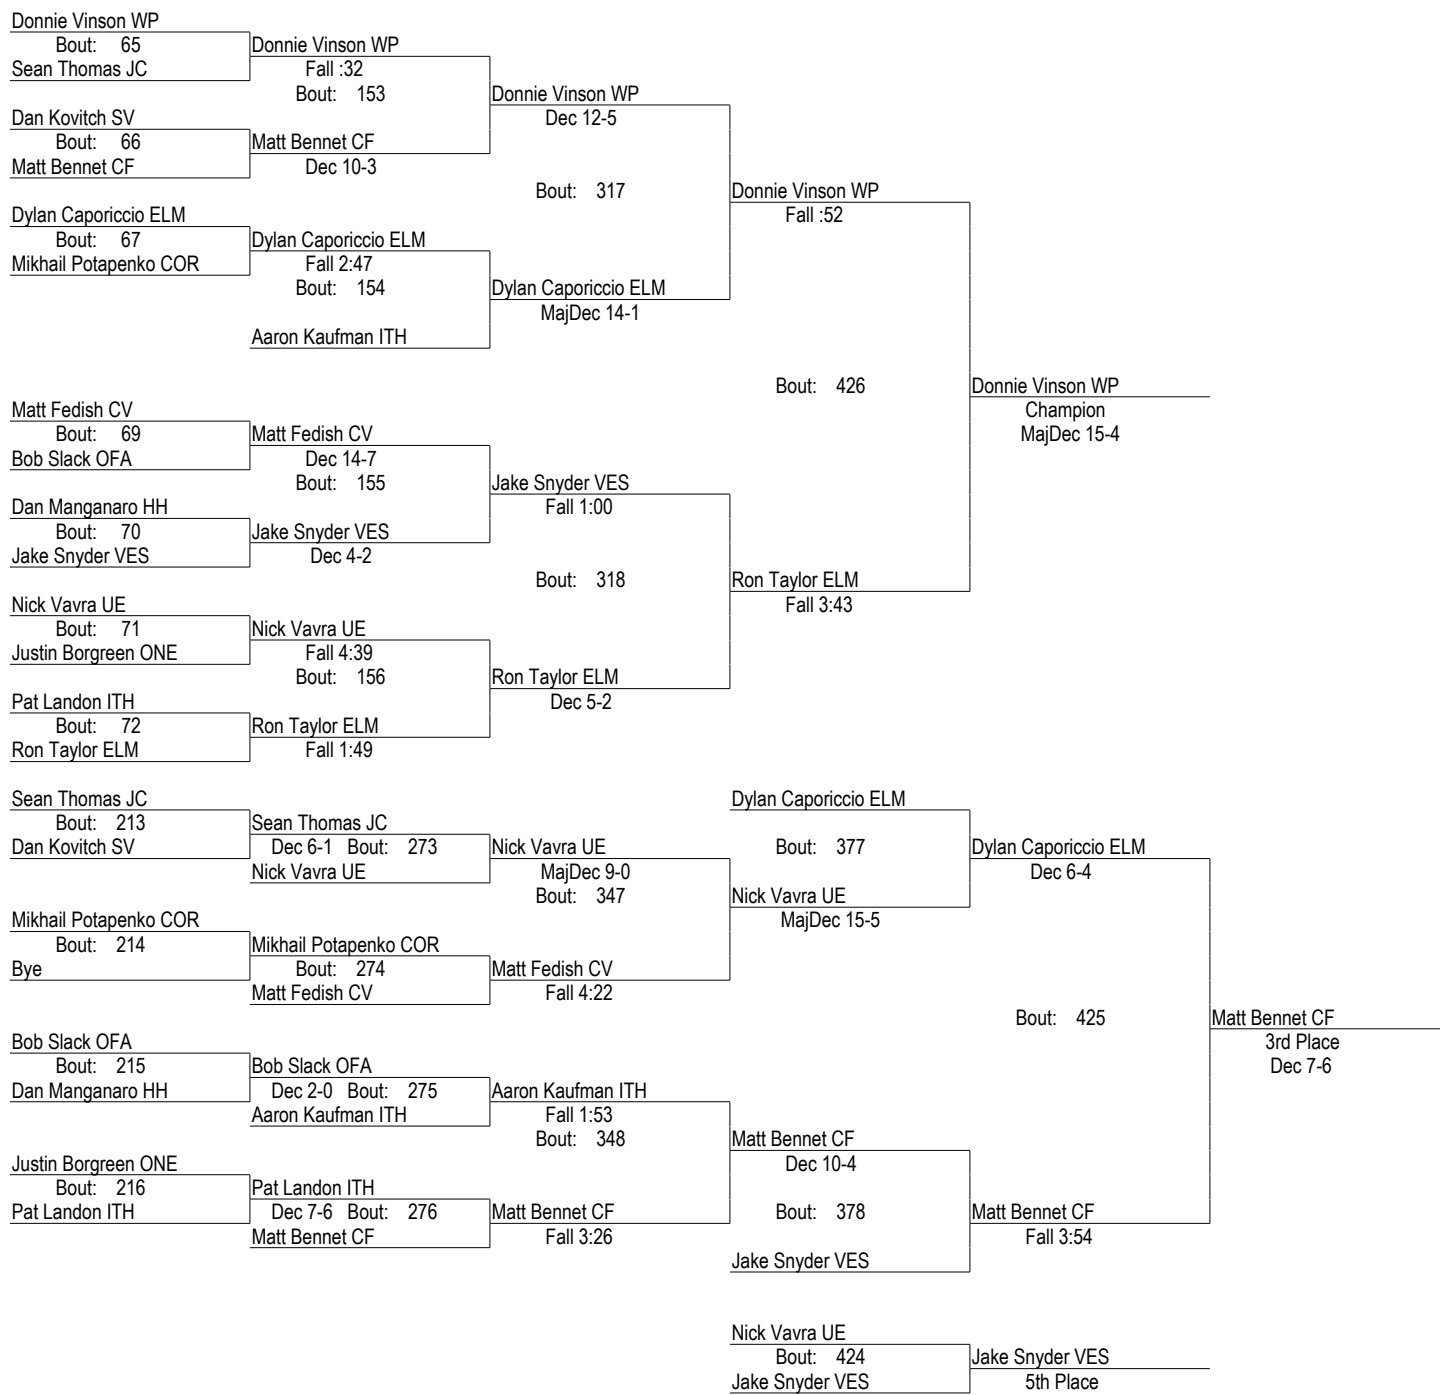 Donnie Vinson WP
Bout: 65
Donnie Vinson WP
Sean Thomas JC
Fall :32
Bout: 153
Donnie Vinson WP
Dan Kovitch SV
Dec 12-5
Bout: 66
Matt Bennet CF
Matt Bennet CF
Dec 10-3
Bout: 317
Donnie Vinson WP
Dylan Caporiccio ELM
Fall :52
Bout: 67
Dylan Caporiccio ELM
Mikhail Potapenko COR
Fall 2:47
Bout: 154
Dylan Caporiccio ELM
MajDec 14-1
Aaron Kaufman ITH
Bout: 426
Donnie Vinson WP
Matt Fedish CV
Champion
Bout: 69
Matt Fedish CV
MajDec 15-4
Bob Slack OFA
Dec 14-7
Bout: 155
Jake Snyder VES
Dan Manganaro HH
Fall 1:00
Bout: 70
Jake Snyder VES
Jake Snyder VES
Dec 4-2
Bout: 318
Ron Taylor ELM
Nick Vavra UE
Fall 3:43
Bout: 71
Nick Vavra UE
Justin Borgreen ONE
Fall 4:39
Bout: 156
Ron Taylor ELM
Pat Landon ITH
Dec 5-2
Bout: 72
Ron Taylor ELM
Ron Taylor ELM
Fall 1:49
Sean Thomas JC
Dylan Caporiccio ELM
Bout: 213
Sean Thomas JC
Dan Kovitch SV
Dec 6-1 Bout: 273
Nick Vavra UE
Bout: 377
Dylan Caporiccio ELM
Nick Vavra UE
MajDec 9-0
Dec 6-4
Bout: 347
Nick Vavra UE
Mikhail Potapenko COR
MajDec 15-5
Bout: 214
Mikhail Potapenko COR
Bye
Bout: 274
Matt Fedish CV
Matt Fedish CV
Fall 4:22
Bout: 425
Matt Bennet CF
Bob Slack OFA
3rd Place
Bout: 215
Bob Slack OFA
Dec 7-6
Dan Manganaro HH
Dec 2-0 Bout: 275
Aaron Kaufman ITH
Aaron Kaufman ITH
Fall 1:53
Bout: 348
Matt Bennet CF
Justin Borgreen ONE
Dec 10-4
Bout: 216
Pat Landon ITH
Pat Landon ITH
Dec 7-6 Bout: 276
Matt Bennet CF
Bout: 378
Matt Bennet CF
Matt Bennet CF
Fall 3:26
Fall 3:54
Jake Snyder VES
Nick Vavra UE
Bout: 424
Jake Snyder VES
Jake Snyder VES
5th Place